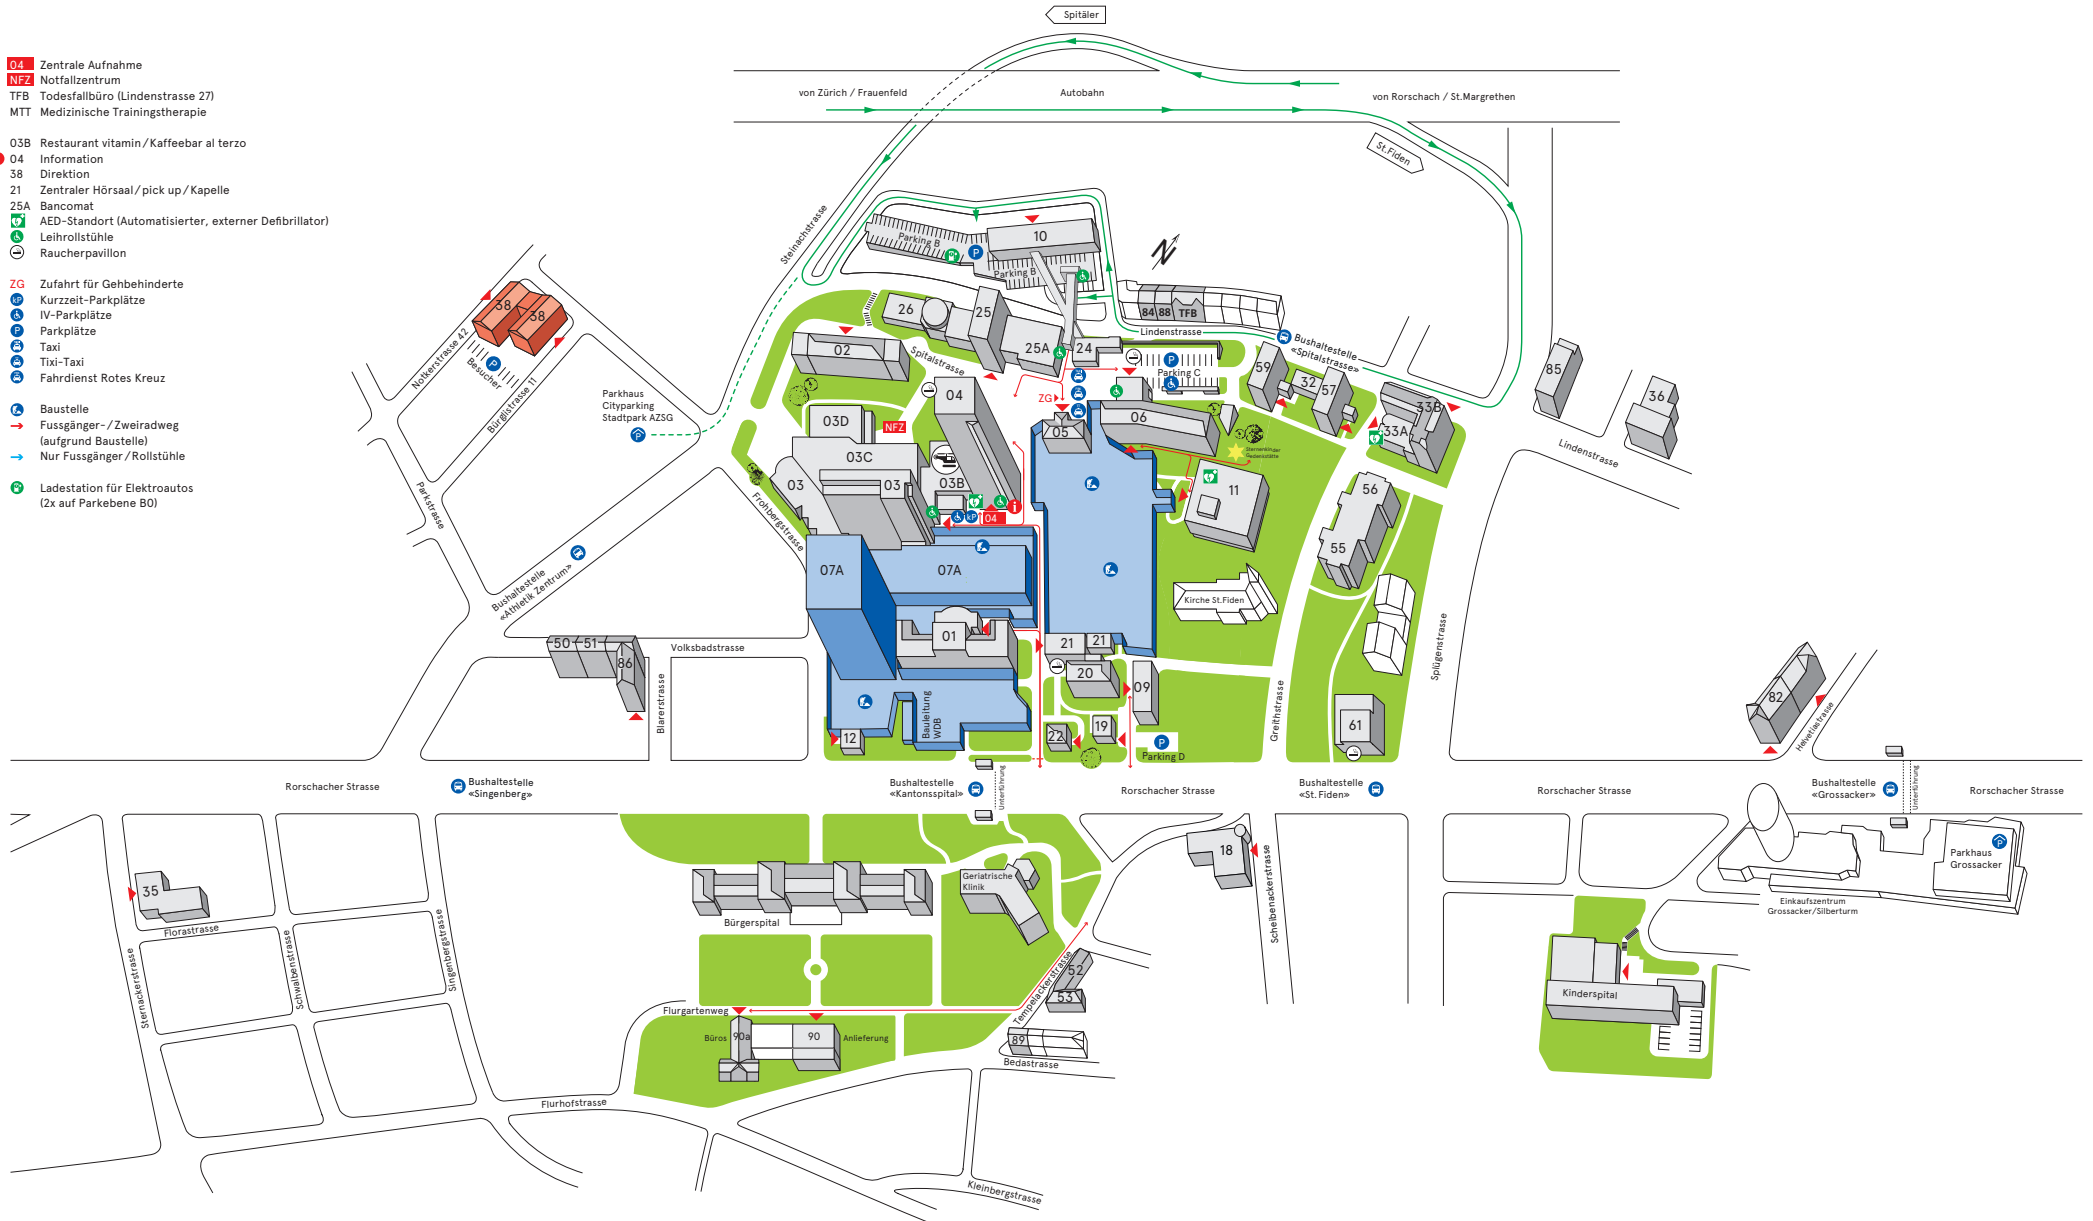 Spitäler
04 Zentrale Aufnahme
NFZ Notfallzentrum
TFB Todesfallbüro (Lindenstrasse 27)
MTT Medizinische Trainingstherapie
03B Restaurant vitamin/Kaffeebar al terzo
04 Information
38 Direktion
21 Zentraler Hörsaal/pick up/Kapelle
25A Bancomat
AED-Standort (Automatisierter, externer Defibrillator)
Leihrollstühle
Raucherpavillon
ZG Zufahrt für Gehbehinderte
kP Kurzzeit-Parkplätze
IV-Parkplätze
P Parkplätze
Taxi
Tixi-Taxi
Fahrdienst Rotes Kreuz
Baustelle
Fussgänger-/Zweiradweg
(aufgrund Baustelle)
Nur Fussgänger/Rollstühle
Ladestation für Elektroautos
(2x auf Parkebene B0)
von Zürich / Frauenfeld
Autobahn
von Rorschach / St.Margrethen
St.Fiden
Steinachstrasse
Parking B
P
10
Parking B
N
38
38
Notkerstrasse 42
P
Besucher
Bürglistrasse 11
26
25
25A
24
02
Spitalstrasse
84 88 TFB
Lindenstrasse
Bushaltestelle
«Spitalstrasse»
P
Parking C
59
32
57
33B
33A
85
36
Lindenstrasse
Parkhaus
Cityparking
Stadtpark AZSG
P
Parkstrasse
ZG
04
03D
NFZ
03C
03
03
03B
kP
04
i
05
06
Sternenkinder
Gedenkstätte
11
56
55
Frohbergstrasse
Bushaltestelle
«Athletik Zentrum»
07A
07A
01
Kirche St.Fiden
50 51
86
Volksbadstrasse
Blarerstrasse
21
21
20
09
22
19
12
Bauleitung
WDB
P
Parking D
Greithstrasse
Splügenstrasse
61
82
Helvetiastrasse
Rorschacher Strasse
Bushaltestelle
«Singenberg»
Bushaltestelle
«Kantonsspital»
Unterführung
Rorschacher Strasse
Bushaltestelle
«St. Fiden»
Rorschacher Strasse
Bushaltestelle
«Grossacker»
Unterführung
Rorschacher Strasse
35
Florastrasse
Sternackerstrasse
Schwalbenstrasse
Singenbergstrasse
Bürgerspital
Geriatrische
Klinik
18
Scheibenackerstrasse
P
Parkhaus
Grossacker
Einkaufszentrum
Grossacker/Silberturm
Kinderspital
52
53
Tempelackerstrasse
89
Bedastrasse
Flurgartenweg
Büros 90a
90
Anlieferung
Flurhofstrasse
Kleinbergstrasse